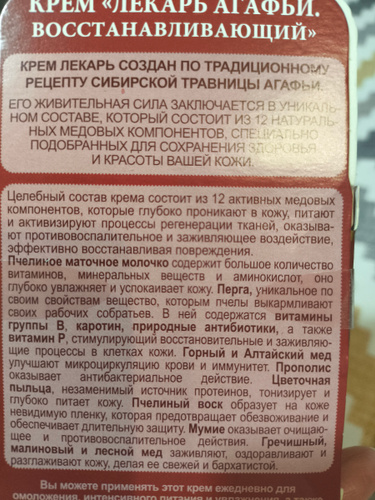 КРЕМ «ЛЕКАРЬ АГАФЬИ.
ВОССТАНАВЛИВАЮЩИЙ»
КРЕМ ЛЕКАРЬ СОЗДАН ПО ТРАДИЦИОННОМУ
РЕЦЕПТУ СИБИРСКОЙ ТРАВНИЦЫ АГАФЬИ.
ЕГО ЖИВИТЕЛЬНАЯ СИЛА ЗАКЛЮЧАЕТСЯ В УНИКАЛЬ-
НОМ СОСТАВЕ, КОТОРЫЙ СОСТОИТ ИЗ 12 НАТУРАЛЬ-
НЫХ МЕДОВЫХ КОМПОНЕНТОВ, СПЕЦИАЛЬНО
ПОДОБРАННЫХ ДЛЯ СОХРАНЕНИЯ ЗДОРОВЬЯ
И КРАСОТЫ ВАШЕЙ КОЖИ.
Целебный состав крема состоит из 12 активных медовых
компонентов, которые глубоко проникают в кожу, питают
и активизируют процессы регенерации тканей, оказыва-
ют противовоспалительное и заживляющее воздействие,
эффективно восстанавливая повреждения.
Пчелиное маточное молочко содержит большое количество
витаминов, минеральных веществ и аминокислот, оно
глубоко увлажняет и успокаивает кожу. Перга, уникальное по
своим свойствам вещество, которым пчелы выкармливают
своих рабочих собратьев. В ней содержатся витамины
группы В, каротин, природные антибиотики, а также
витамин Р, стимулирующий восстановительные и заживляю-
щие процессы в клетках кожи. Горный и Алтайский мед
улучшают микроциркуляцию крови и иммунитет. Прополис
оказывает антибактериальное действие. Цветочная
пыльца, незаменимый источник протеинов, тонизирует и
глубоко питает кожу. Пчелиный воск образует на коже
невидимую пленку, которая предотвращает обезвоживание и
обеспечивает длительную защиту. Мумие оказывает очищаю-
щее и противовоспалительное действие. Гречишный,
малиновый и лесной мед заживляют, оздоравливают и
разглаживают кожу, делая ее свежей и бархатистой.
Вы можете применять этот крем ежедневно для
омоложения, интенсивного питания и увлажнения, а также